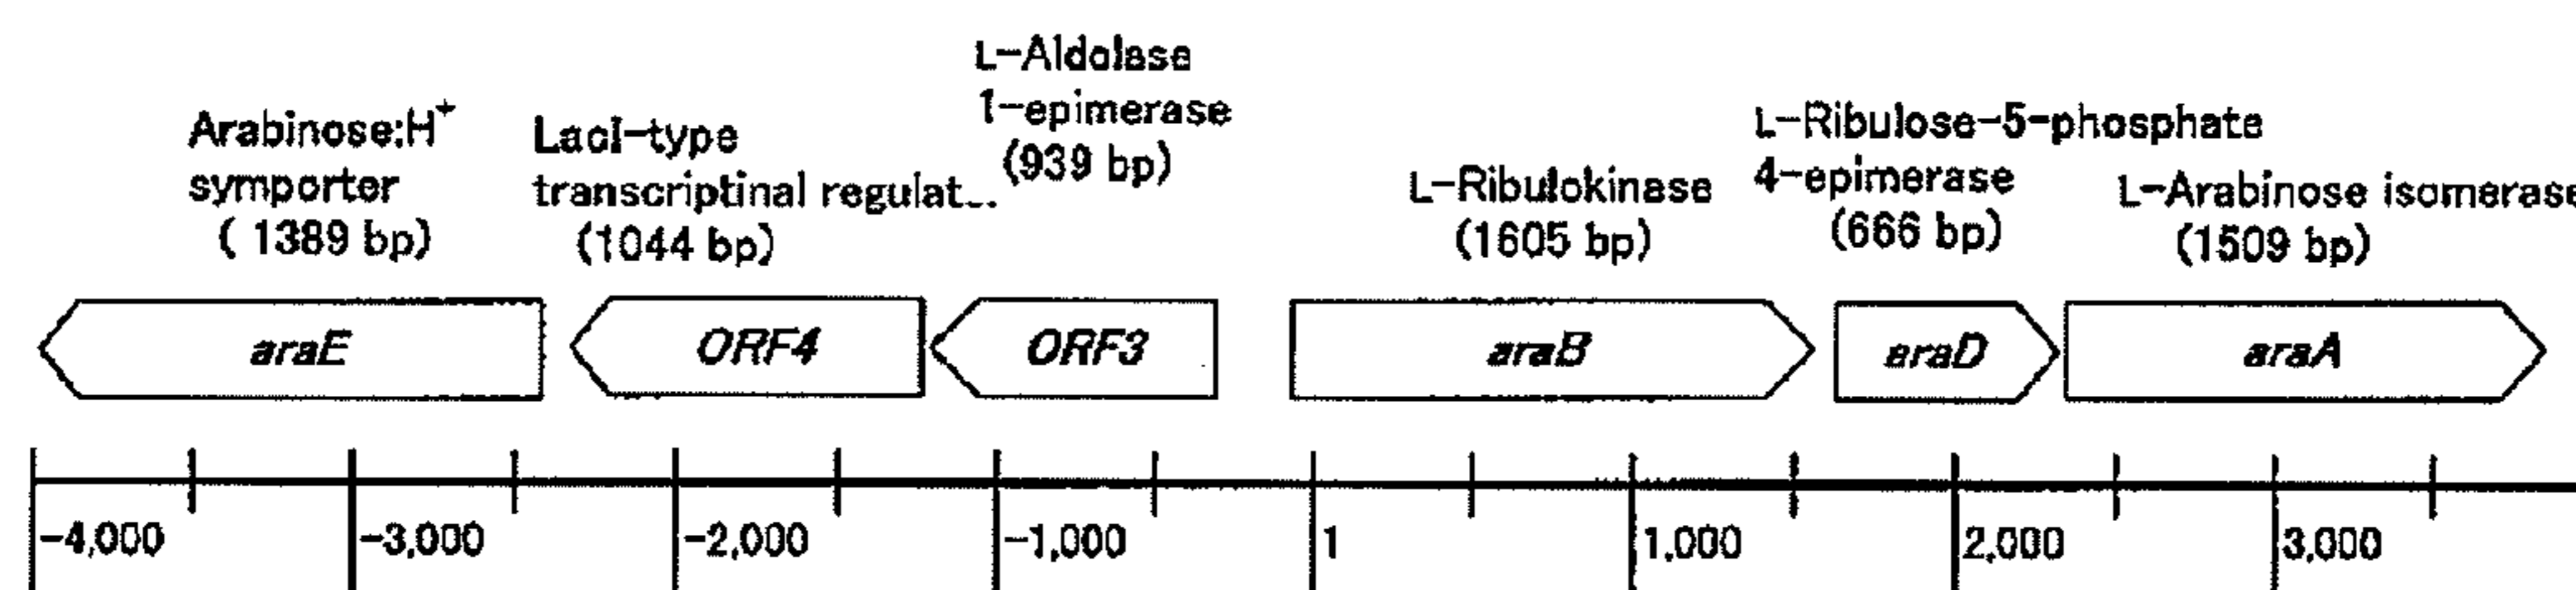 L-Aldolase
1-epimerase
(939 bp)
Arabinose:H+
symporter
( 1389 bp)
LacI-type
transcriptinal regulat...
(1044 bp)
L-Ribulokinase
(1605 bp)
L-Ribulose-5-phosphate
4-epimerase
(666 bp)
L-Arabinose isomerase
(1509 bp)
araE ORF4 ORF3 araB araD araA
-4,000 -3,000 -2,000 -1,000 1 1,000 2,000 3,000